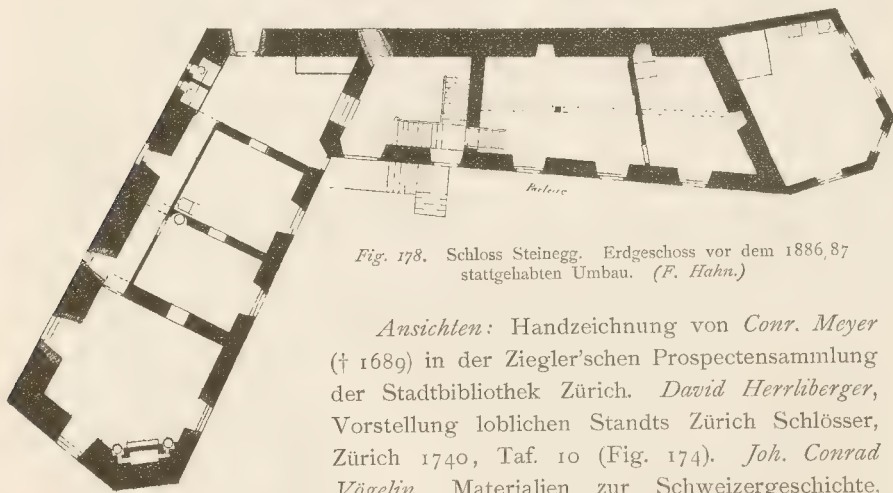 Parterre
Fig. 178. Schloss Steinegg. Erdgeschoss vor dem 1886/87
stattgehabten Umbau. (F. Hahn.)
Ansichten: Handzeichnung von Conr. Meyer
(† 1689) in der Ziegler'schen Prospectensammlung
der Stadtbibliothek Zürich. David Herrliberger,
Vorstellung loblichen Standts Zürich Schlösser,
Zürich 1740, Taf. 10 (Fig. 174). Joh. Conrad
Vögelin, Materialien zur Schweizergeschichte.